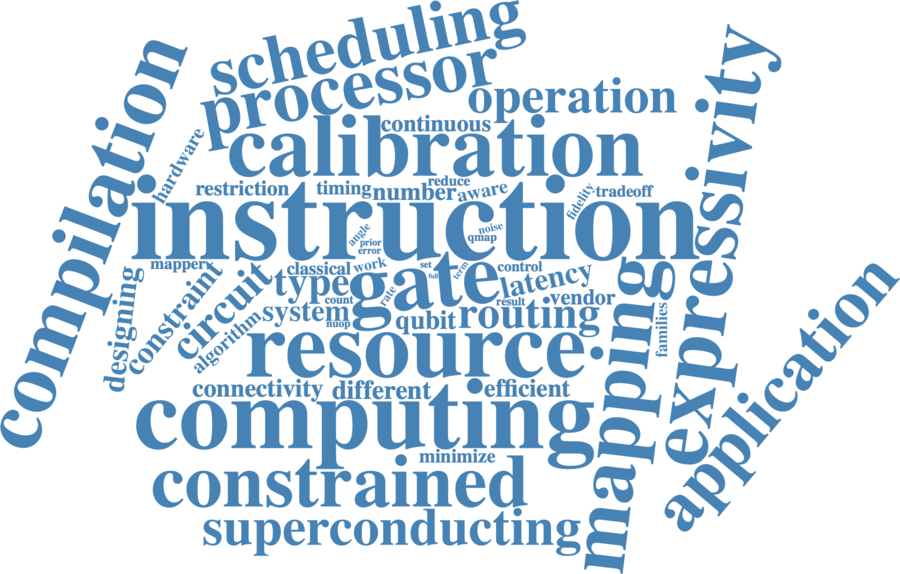 scheduling
processor
operation
compilation
expressivity
continuous
calibration
hardware
restriction
timing
number
reduce
aware
fidelity
tradeoff
instruction
angle
prior
error
noise
qmap
mapper
classical
work
set
full
term
control
designing
constraint
circuit
type
gate
latency
count
rate
result
vendor
algorithm
system
nuop
qubit
routing
families
mapping
application
resource
connectivity
different
efficient
computing
minimize
constrained
superconducting